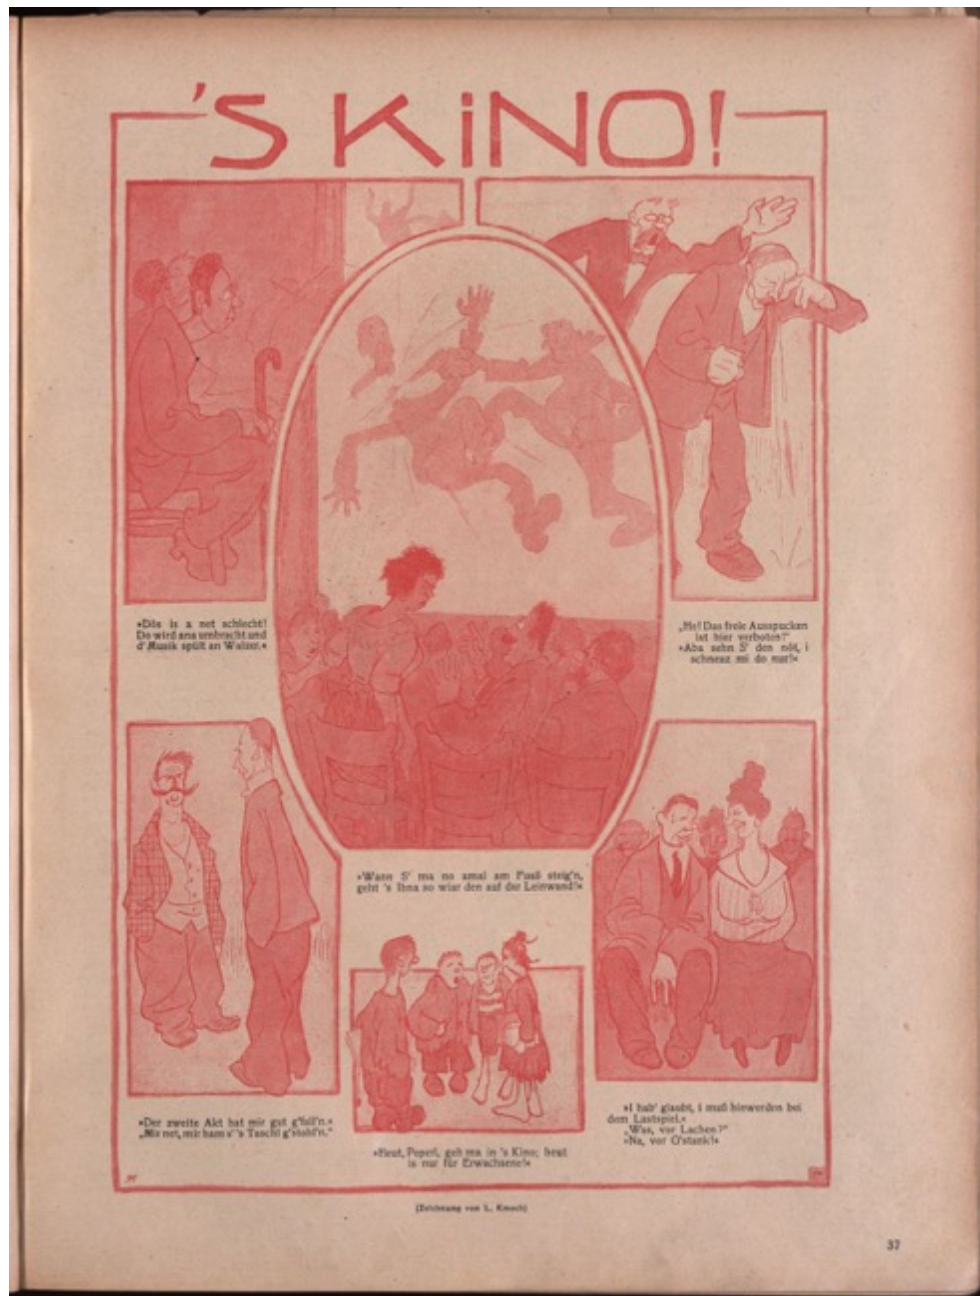 'S KiNO!
»Dös is a net schlecht!
Do wird ans umbracht und
d' Musik spült an Walzer.«
„He! Das freie Ausspucken
ist hier verboten!"
»Aba sehn S' den nöt, i
schneuz mi do nur!«
»Wann S' ma no amal am Fuaß steig'n,
geht 's Ihna so wiar den auf der Leinwand!«
»Der zweite Akt hat mir gut g'fall'n.«
„Mir net, mir ham s' 's Taschl g'stohl'n."
»Heut, Peperl, geh ma in 's Kino; heut
is nur für Erwachsene!«
»I hab' glaubt, i muß hiewerden bei
dem Lustspiel.«
„Was, vor Lachen?"
»Na, vor G'stank!«
(Zeichnung von L. Kmoch)
37